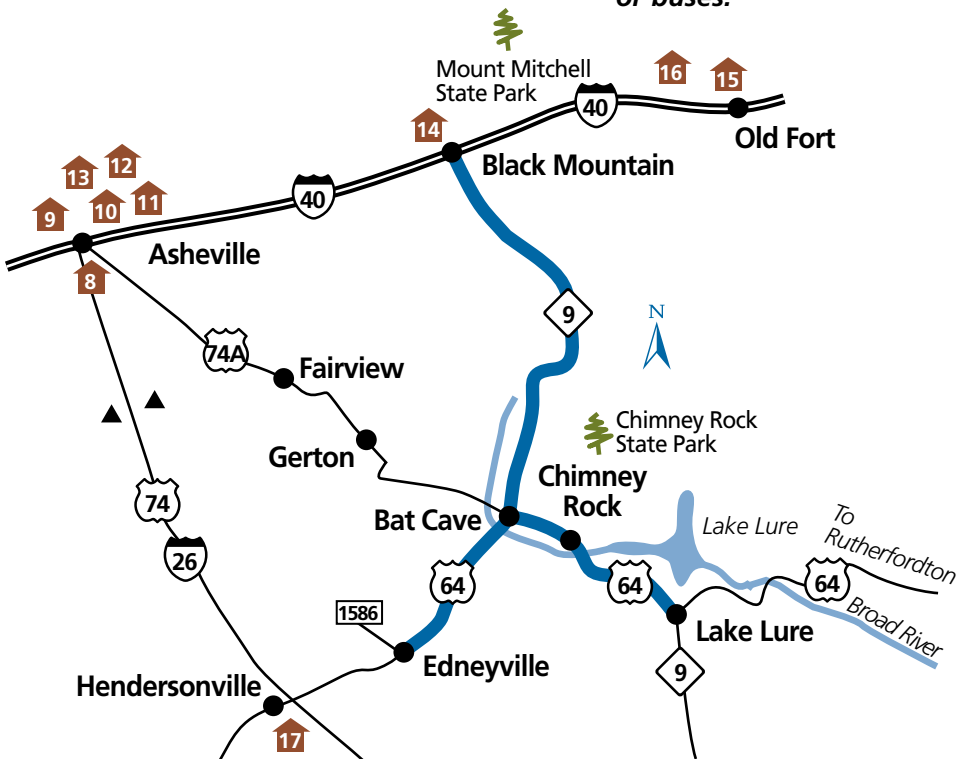 or buses.
Mount Mitchell
State Park
16
15
40
14
Old Fort
Black Mountain
12
13
40
11
10
9
Asheville
8
9
N
74A
Fairview
Chimney Rock
State Park
Gerton
Chimney
Rock
74
Bat Cave
Lake Lure
To
Rutherfordton
26
64
64
64
1586
Broad River
Lake Lure
Edneyville
9
Hendersonville
17